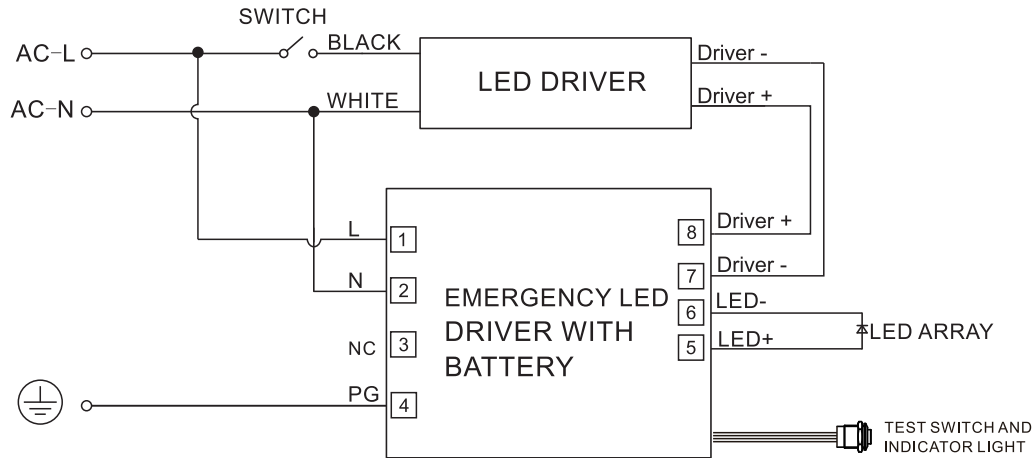 SWITCH
AC-L
BLACK
LED DRIVER
Driver -
AC-N
WHITE
Driver +
L
1
8
Driver +
N
2
7
Driver -
EMERGENCY LED
DRIVER WITH
BATTERY
6
LED-
NC
3
5
LED+
LED ARRAY
PG
4
TEST SWITCH AND
INDICATOR LIGHT